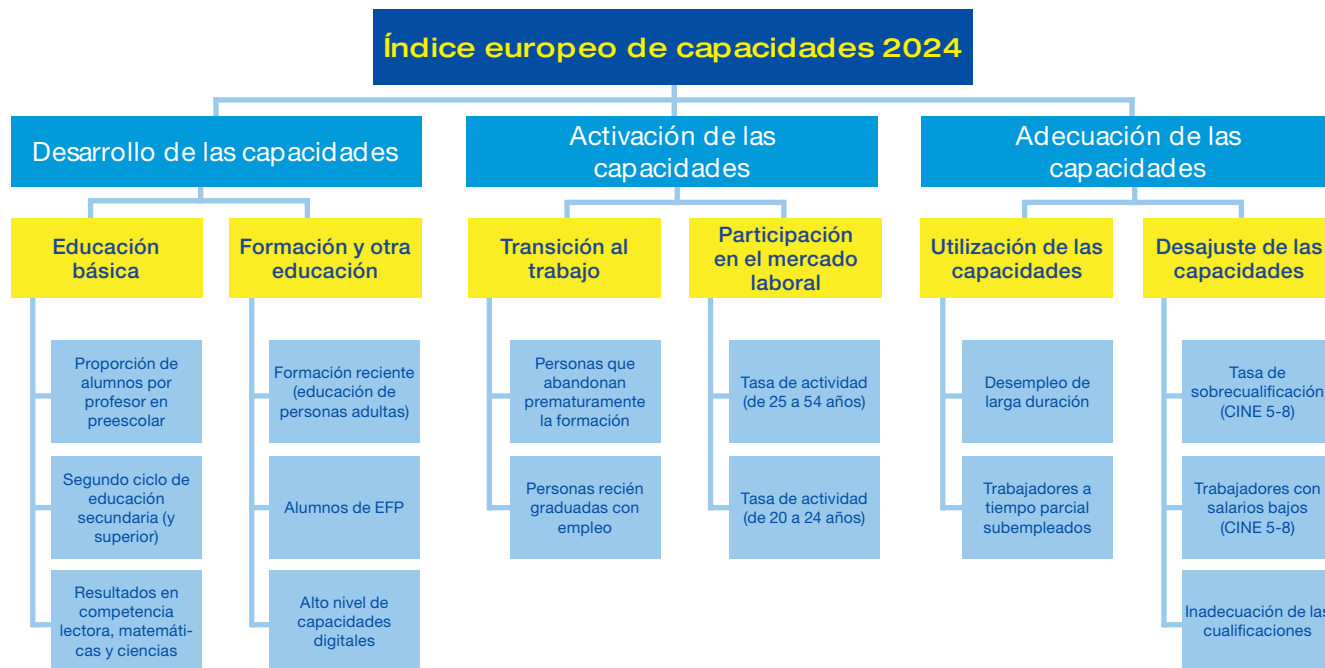 Índice europeo de capacidades 2024
Desarrollo de las capacidades
Activación de las
capacidades
Adecuación de las
capacidades
Educación
básica
Formación y otra
educación
Transición al
trabajo
Participación
en el mercado
laboral
Utilización de las
capacidades
Desajuste de las
capacidades
Proporción de
alumnos por
profesor en
preescolar
Formación reciente
(educación de
personas adultas)
Personas que
abandonan
prematuramente
la formación
Tasa de actividad
(de 25 a 54 años)
Desempleo de
larga duración
Tasa de
sobrecualificación
(CINE 5-8)
Segundo ciclo de
educación
secundaria (y
superior)
Alumnos de EFP
Personas recién
graduadas con
empleo
Tasa de actividad
(de 20 a 24 años)
Trabajadores a
tiempo parcial
subempleados
Trabajadores con
salarios bajos
(CINE 5-8)
Resultados en
competencia
lectora, matemáti-
cas y ciencias
Alto nivel de
capacidades
digitales
Inadecuación de las
cualificaciones